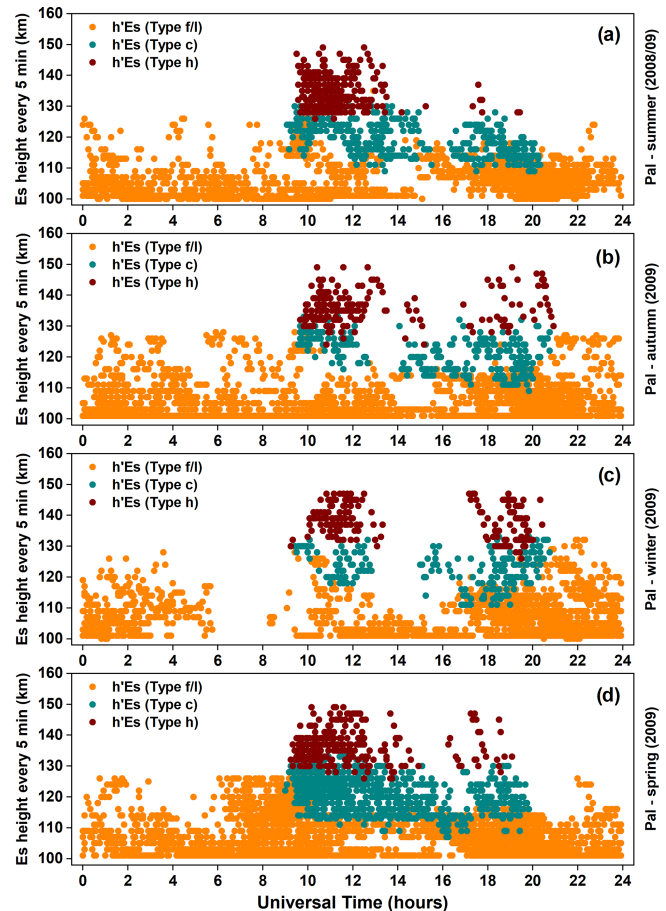 160
150
140
130
120
110
100
Es height every 5 min (km)
h'Es (Type f/l)
h'Es (Type c)
h'Es (Type h)
(a)
Pal - summer (2008/09)
0 2 4 6 8 10 12 14 16 18 20 22 24
160
150
140
130
120
110
100
Es height every 5 min (km)
h'Es (Type f/l)
h'Es (Type c)
h'Es (Type h)
(b)
Pal - autumn (2009)
0 2 4 6 8 10 12 14 16 18 20 22 24
160
150
140
130
120
110
100
Es height every 5 min (km)
h'Es (Type f/l)
h'Es (Type c)
h'Es (Type h)
(c)
Pal - winter (2009)
0 2 4 6 8 10 12 14 16 18 20 22 24
160
150
140
130
120
110
100
Es height every 5 min (km)
h'Es (Type f/l)
h'Es (Type c)
h'Es (Type h)
(d)
Pal - spring (2009)
0 2 4 6 8 10 12 14 16 18 20 22 24
Universal Time (hours)